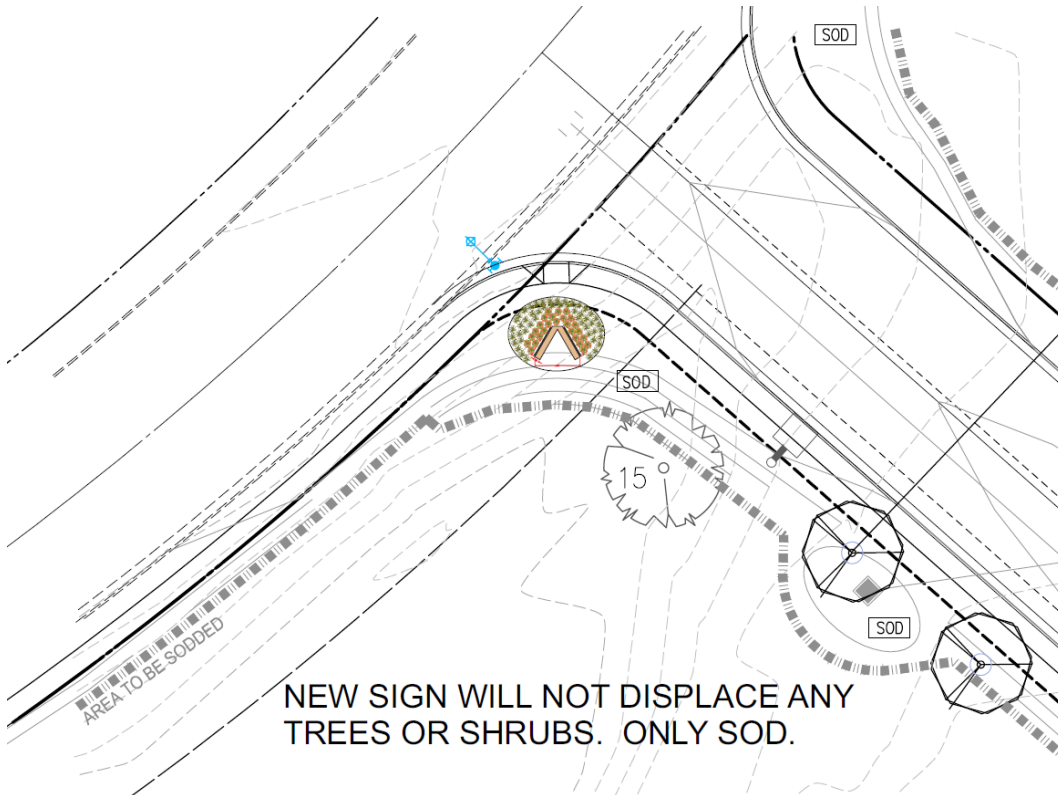 SOD
SOD
15
SOD
AREA TO BE SODDED
NEW SIGN WILL NOT DISPLACE ANY
TREES OR SHRUBS.  ONLY SOD.